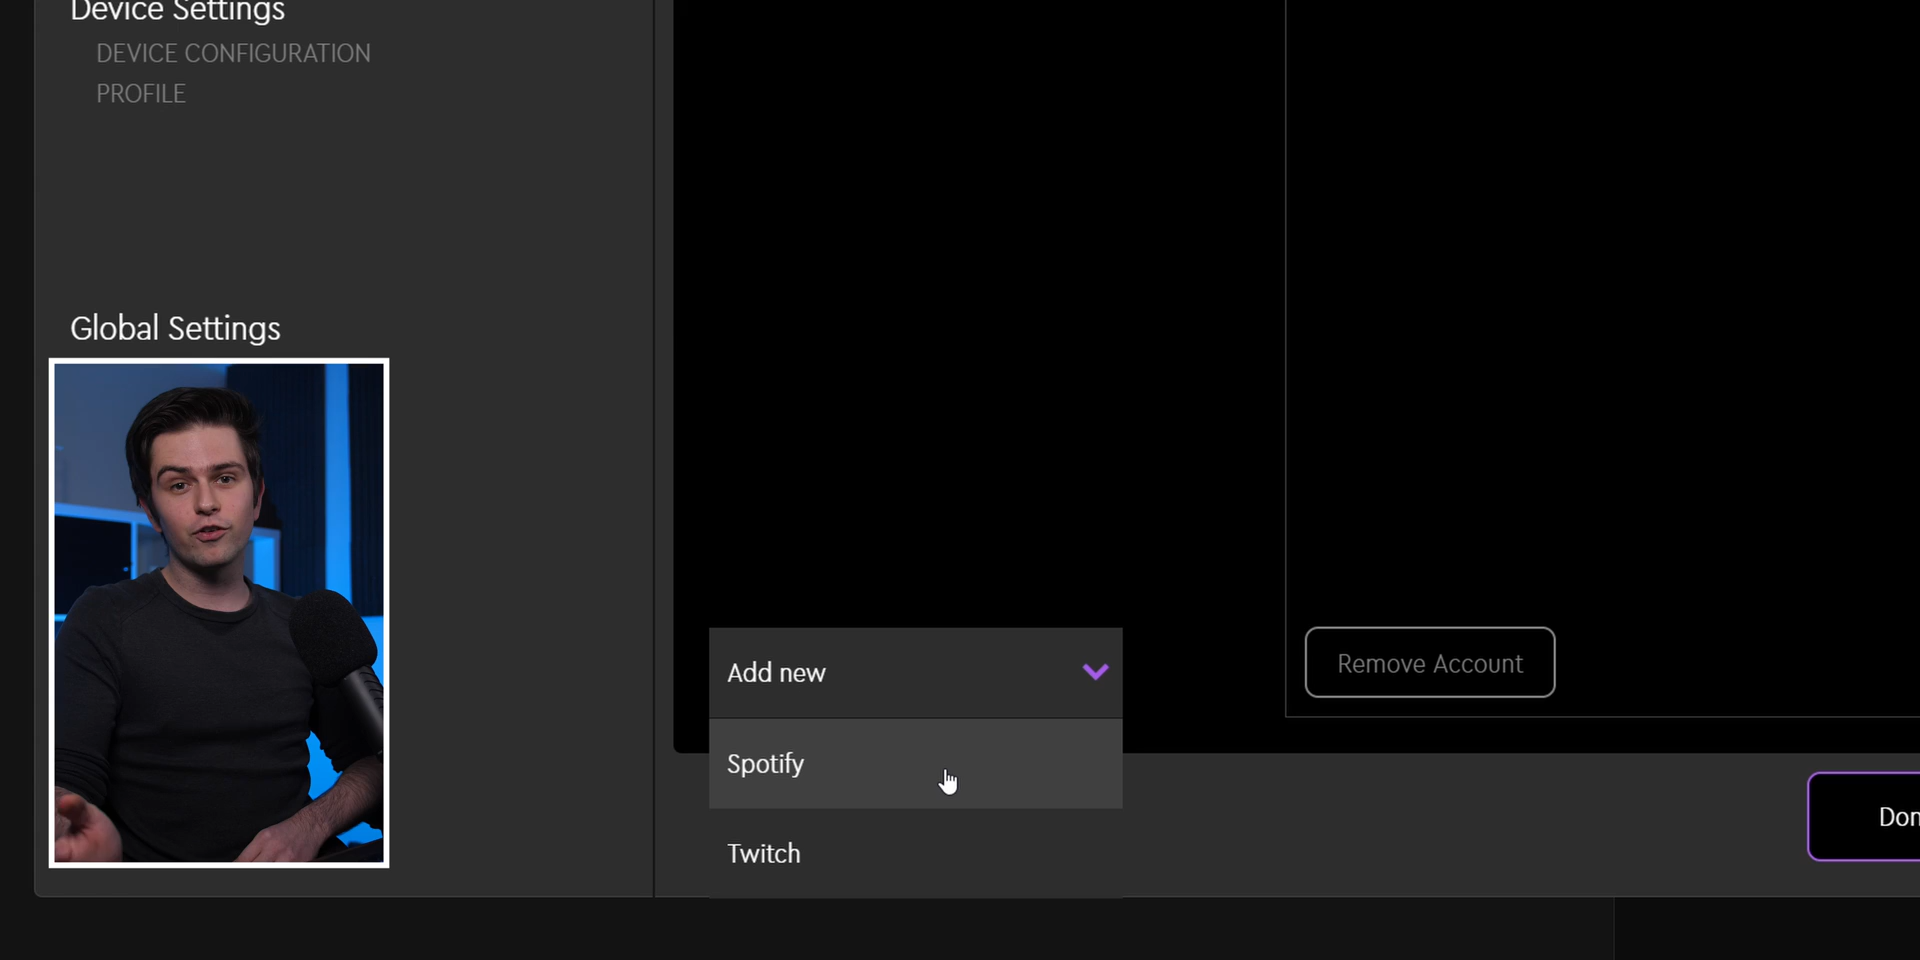 Device Settings
DEVICE CONFIGURATION
PROFILE
Global Settings
Add new
Spotify
Twitch
Remove Account
Don